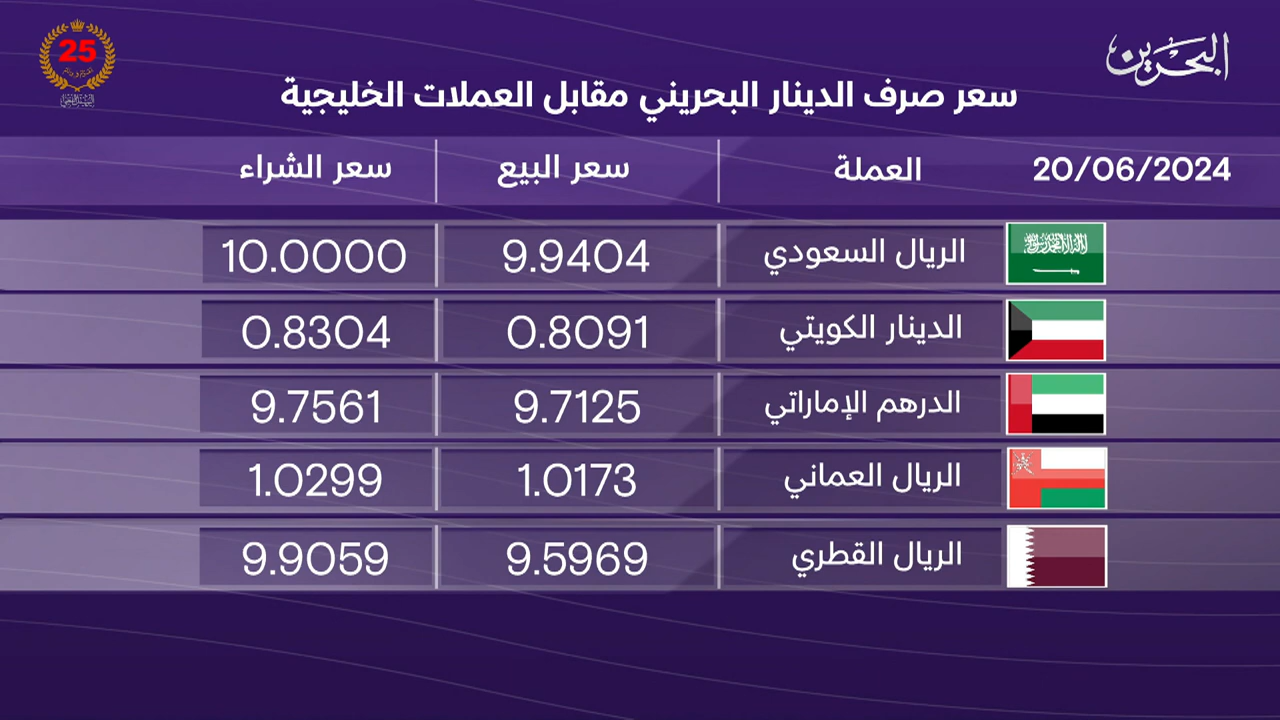 البحرين
25
سعر صرف الدينار البحريني مقابل العملات الخليجية
20/06/2024 العملة سعر البيع سعر الشراء
الريال السعودي 9.9404 10.0000
الدينار الكويتي 0.8091 0.8304
الدرهم الإماراتي 9.7125 9.7561
الريال العماني 1.0173 1.0299
الريال القطري 9.5969 9.9059